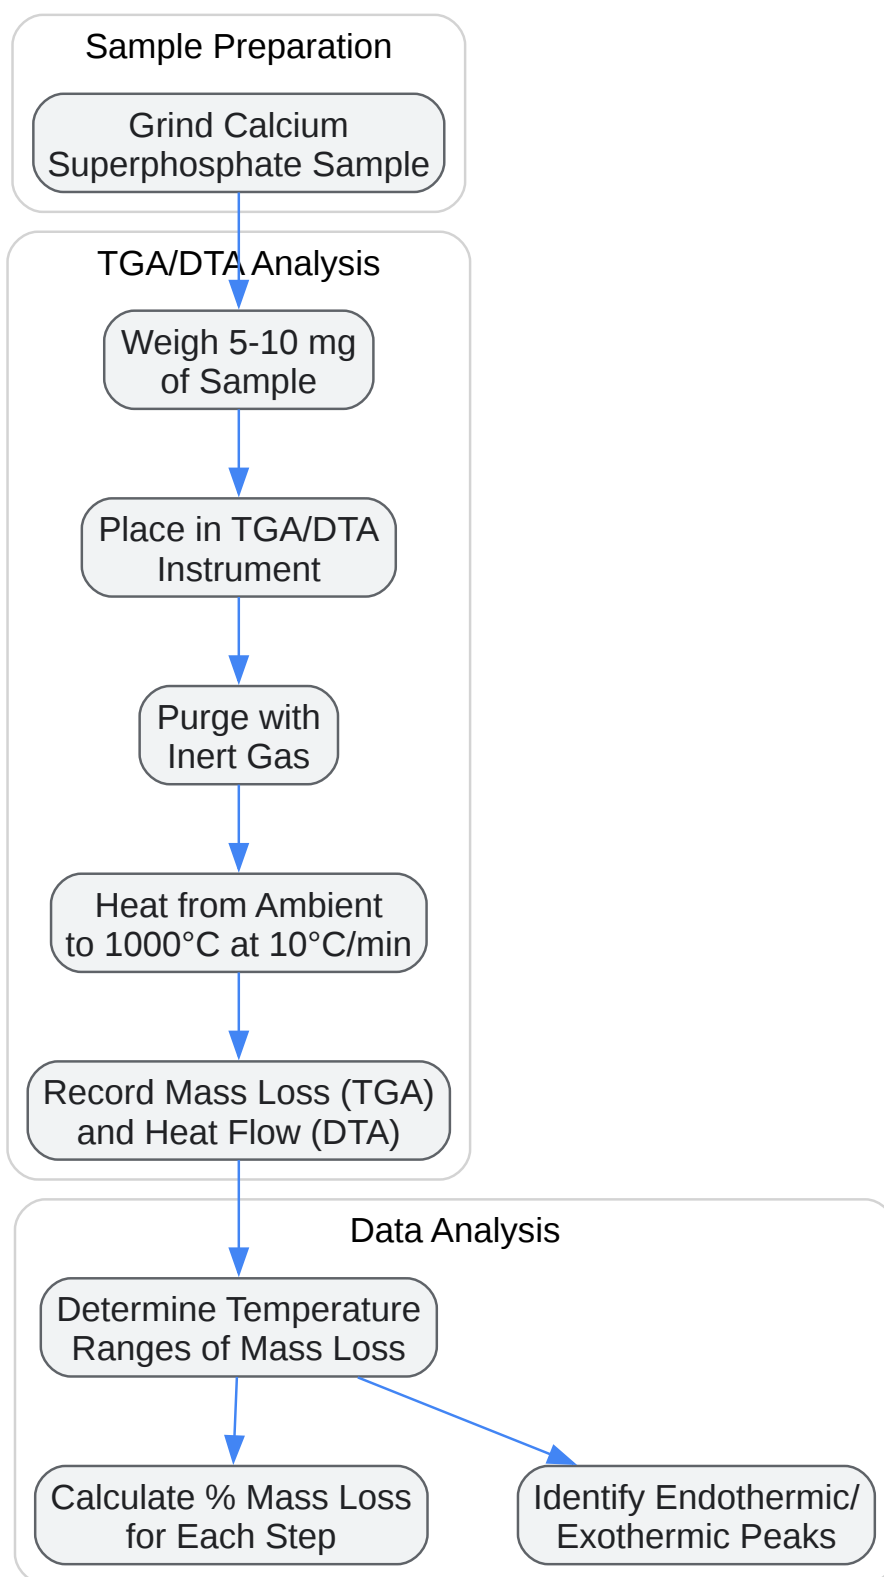 Sample Preparation
Grind Calcium
Superphosphate Sample
TGA/DTA Analysis
Weigh 5-10 mg
of Sample
Place in TGA/DTA
Instrument
Purge with
Inert Gas
Heat from Ambient
to 1000°C at 10°C/min
Record Mass Loss (TGA)
and Heat Flow (DTA)
Data Analysis
Determine Temperature
Ranges of Mass Loss
Calculate % Mass Loss
for Each Step
Identify Endothermic/
Exothermic Peaks